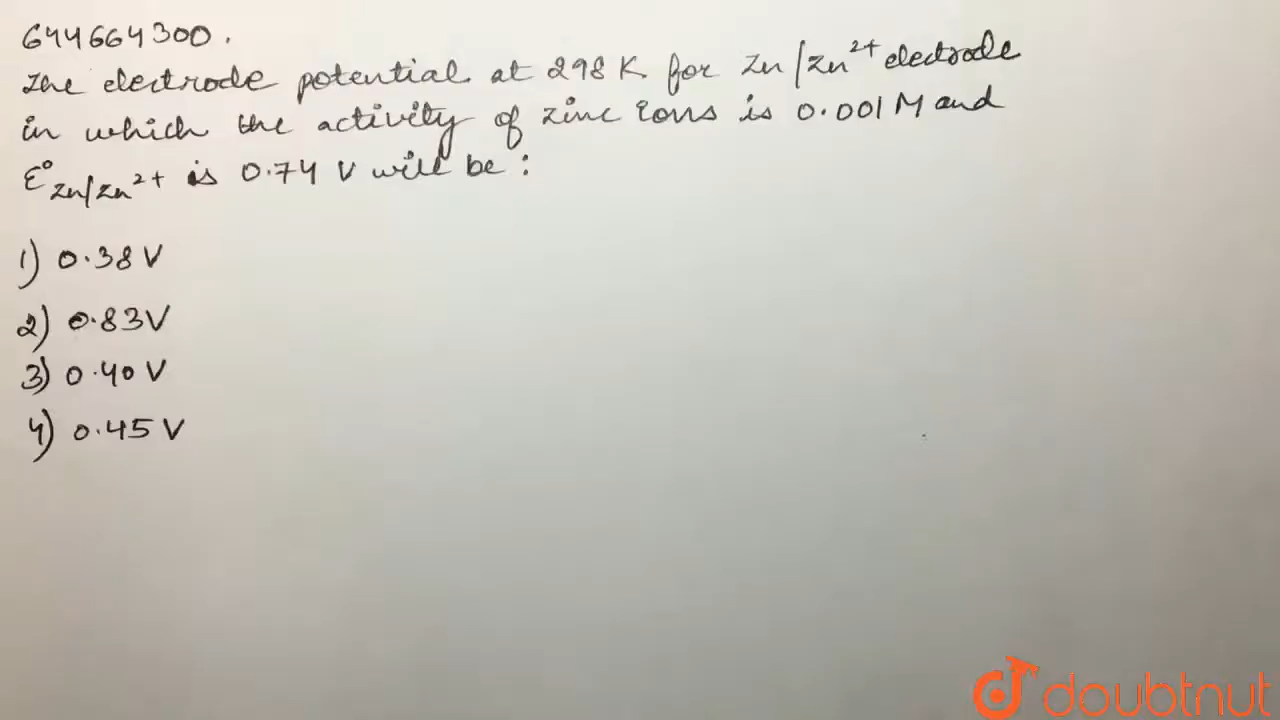 644664300.
The electrode potential at 298 K for Zn/Zn²⁺ electrode
in which the activity of zinc ions is 0.001 M and
E°Zn/Zn²⁺ is 0.74 V will be :
1) 0.38 V
2) 0.83 V
3) 0.40 V
4) 0.45 V
doubtnut